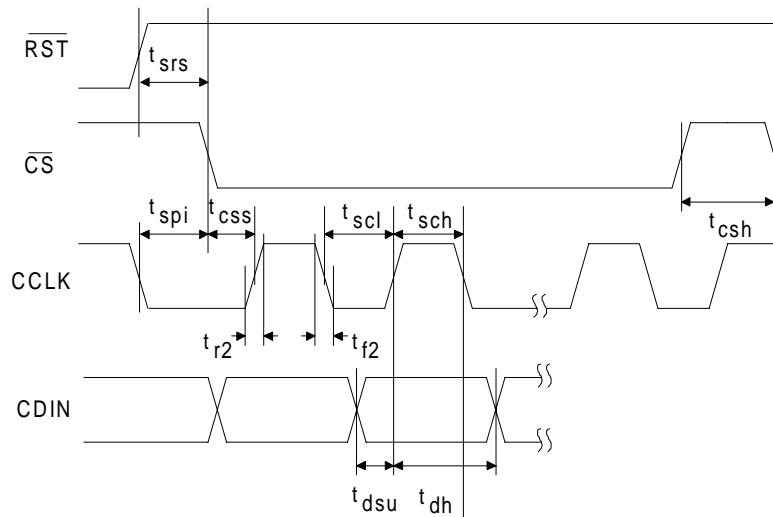 RST
t srs
CS
t spi
t css
t scl
t sch
t csh
CCLK
t r2
t f2
CDIN
t dsu
t dh